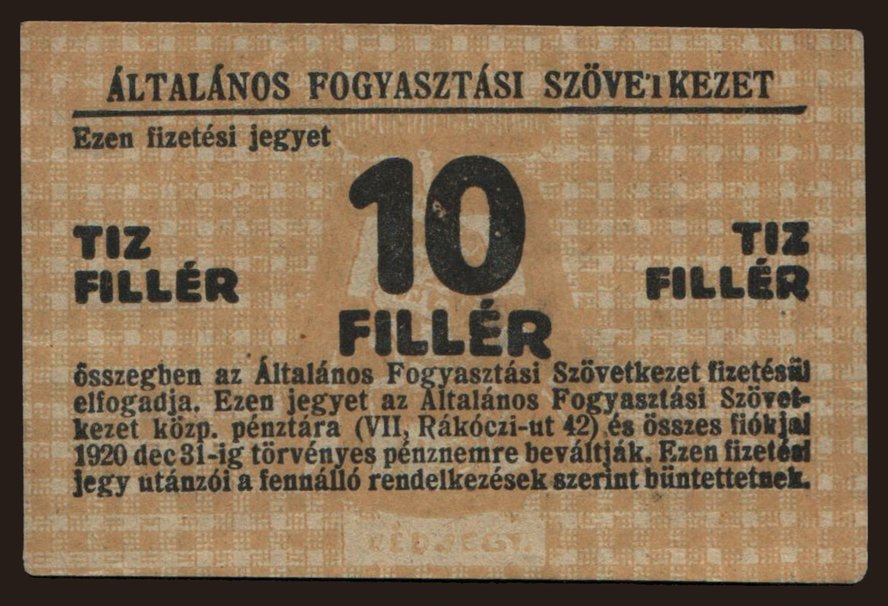 ÁLTALÁNOS FOGYASZTÁSI SZÖVETKEZET
Ezen fizetési jegyet
10
TIZ
FILLÉR
FILLÉR
TIZ
FILLÉR
összegben az Általános Fogyasztási Szövetkezet fizetésül
elfogadja. Ezen jegyet az Általános Fogyasztási Szövet-
kezet közp. pénztára (VII, Rákóczi-ut 42) és összes fiókjai
1920 dec 31-ig törvényes pénznemre beváltják. Ezen fizetési
jegy utánzói a fennálló rendelkezések szerint büntettetnek.